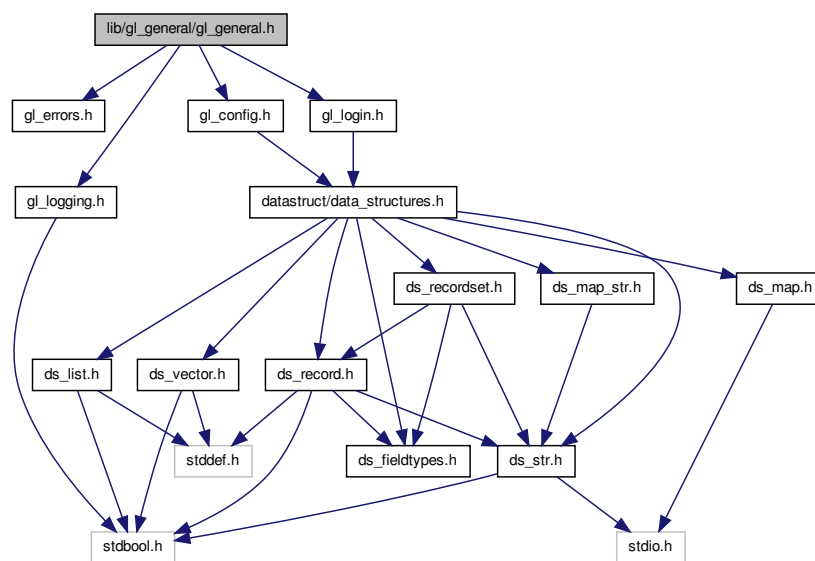 lib/gl_general/gl_general.h
gl_errors.h
gl_config.h
gl_login.h
gl_logging.h
datastruct/data_structures.h
ds_recordset.h
ds_map_str.h
ds_map.h
ds_list.h
ds_vector.h
ds_record.h
stddef.h
ds_fieldtypes.h
ds_str.h
stdbool.h
stdio.h